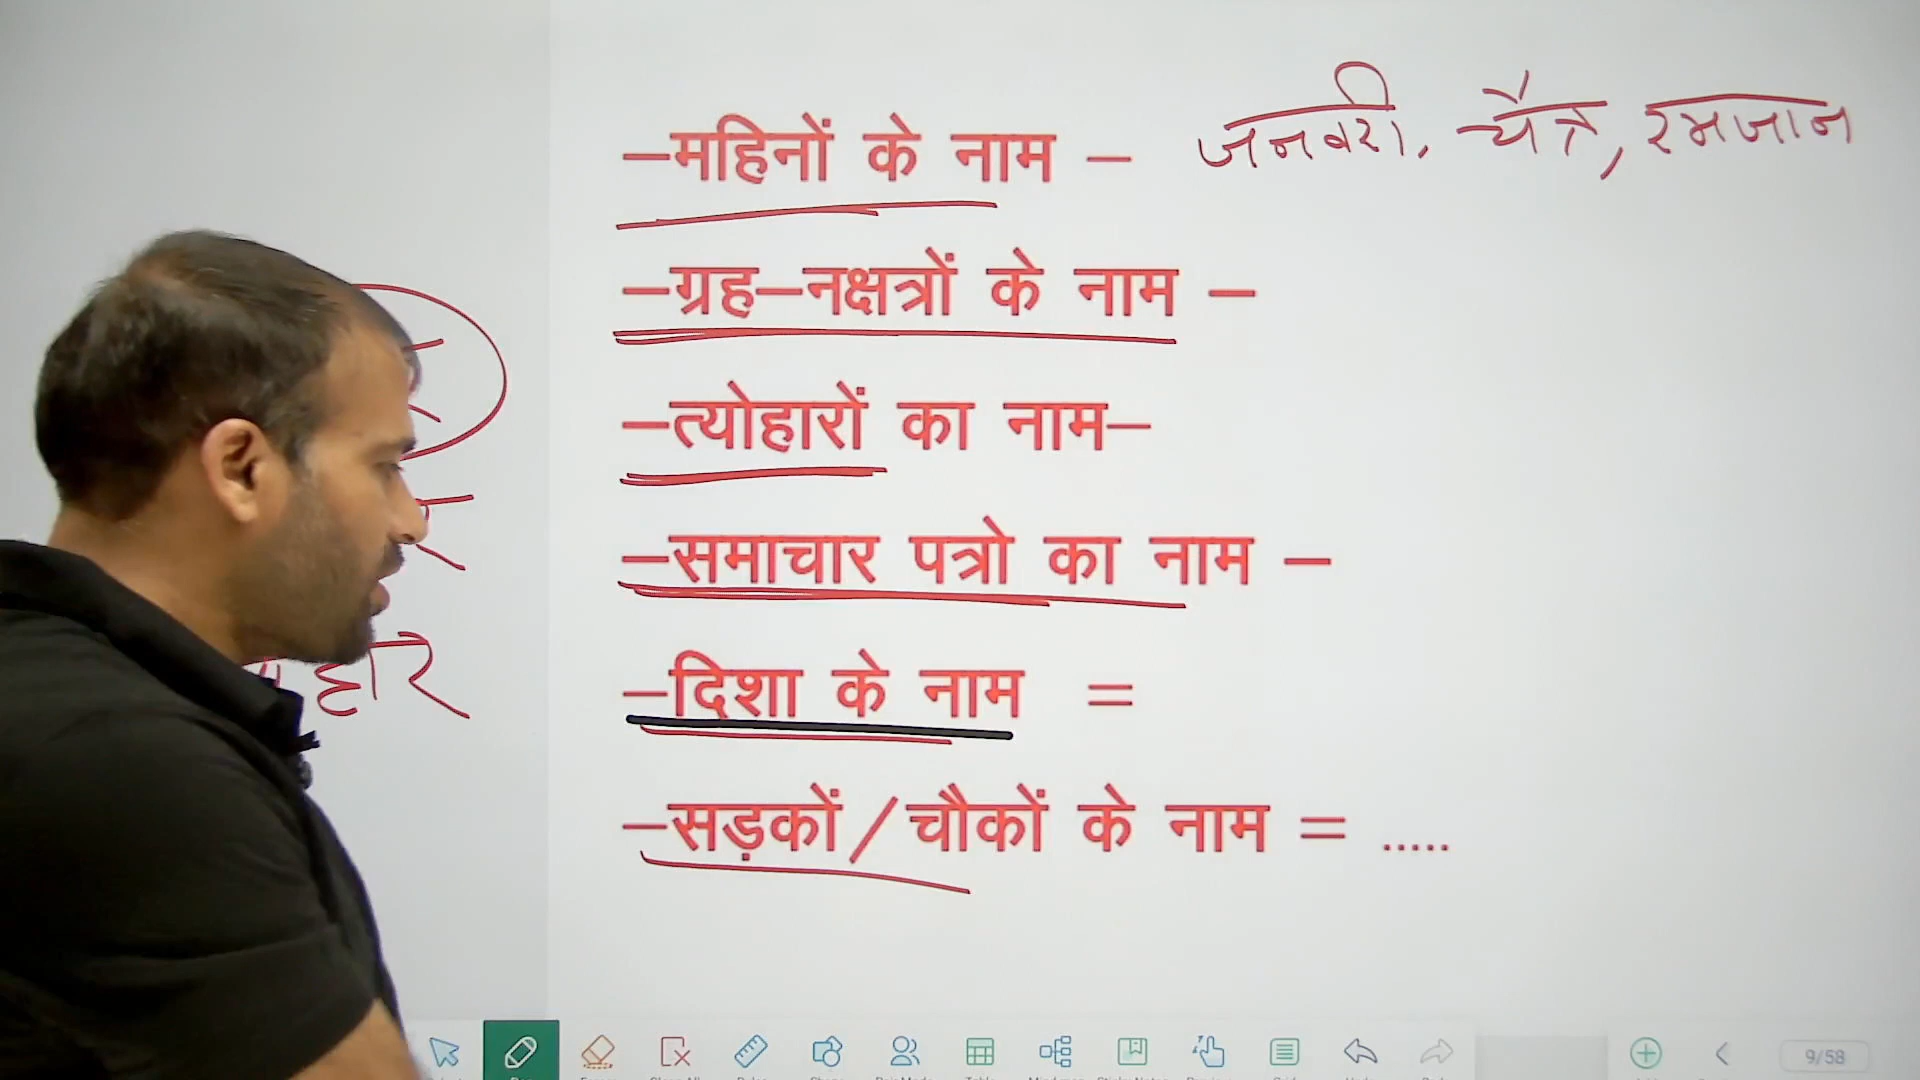 –महिनों के नाम – जनवरी, चैत्र, रमजान
–ग्रह–नक्षत्रों के नाम –
–त्योहारों का नाम–
–समाचार पत्रो का नाम –
–दिशा के नाम =
–सड़कों/चौकों के नाम = .....
9/58